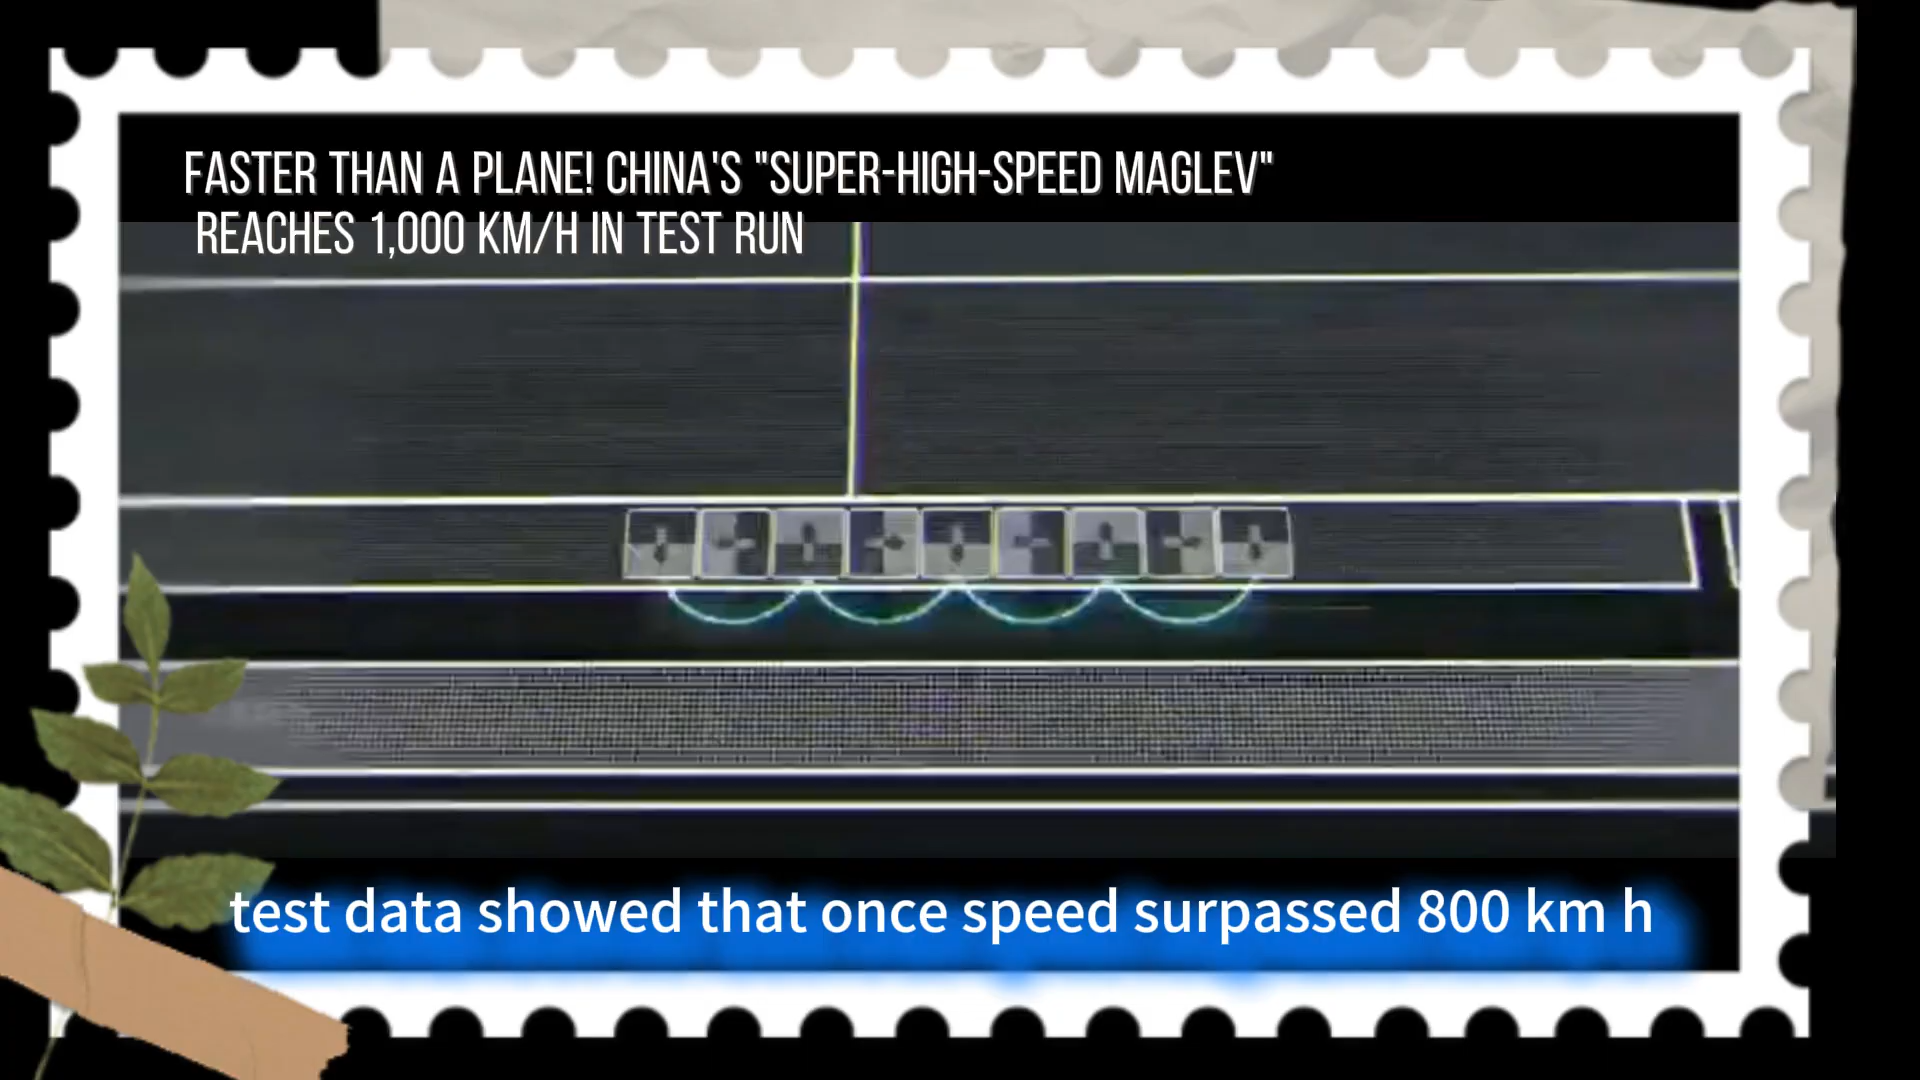 FASTER THAN A PLANE! CHINA'S "SUPER-HIGH-SPEED MAGLEV"
REACHES 1,000 KM/H IN TEST RUN
test data showed that once speed surpassed 800 km h